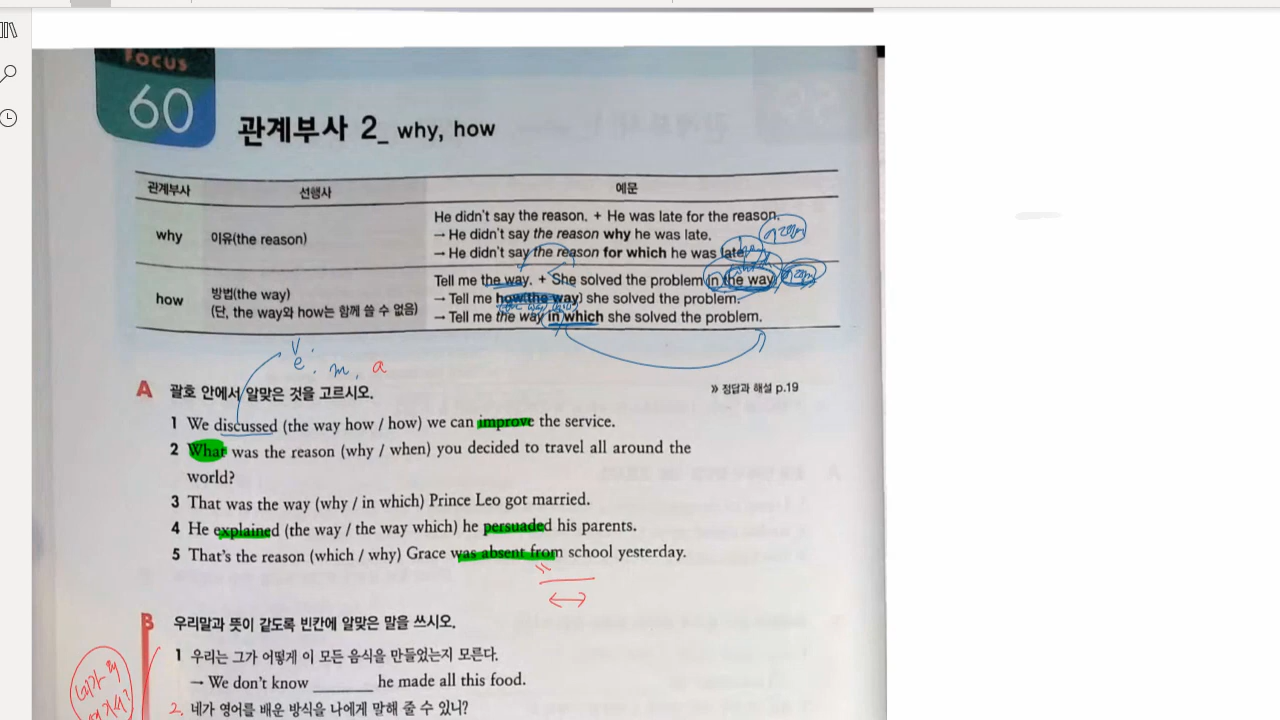 FOCUS
60
관계부사 2_ why, how
관계부사 선행사 예문
why 이유(the reason)
He didn't say the reason. + He was late for the reason.
→ He didn't say the reason why he was late.
→ He didn't say the reason for which he was late.
how 방법(the way)
(단, the way와 how는 함께 쓸 수 없음)
Tell me the way. + She solved the problem in the way.
→ Tell me how(the way) she solved the problem.
→ Tell me the way in which she solved the problem.
e. m, a
A 괄호 안에서 알맞은 것을 고르시오.
» 정답과 해설 p.19
1 We discussed (the way how / how) we can improve the service.
2 What was the reason (why / when) you decided to travel all around the
world?
3 That was the way (why / in which) Prince Leo got married.
4 He explained (the way / the way which) he persuaded his parents.
5 That's the reason (which / why) Grace was absent from school yesterday.
B 우리말과 뜻이 같도록 빈칸에 알맞은 말을 쓰시오.
1 우리는 그가 어떻게 이 모든 음식을 만들었는지 모른다.
→ We don't know ________ he made all this food.
2. 네가 영어를 배운 방식을 나에게 말해 줄 수 있니?